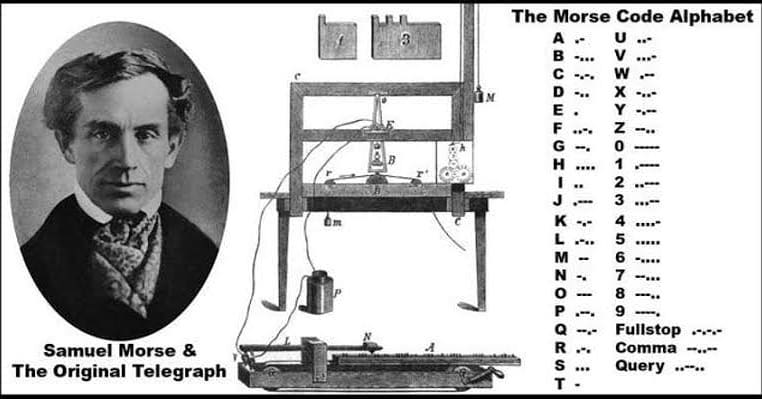 The Morse Code Alphabet
A .- U ..-
B -... V ...-
C -.-. W .--
D -.. X -..-
E . Y -.--
F ..-. Z --..
G --. 0 -----
H .... 1 .----
I .. 2 ..---
J .--- 3 ...--
K -.- 4 ....-
L .-.. 5 .....
M -- 6 -....
N -. 7 --...
O --- 8 ---..
P .--. 9 ----.
Q --.- Fullstop .-.-.-
R .-. Comma --..--
S ... Query ..--..
T -
1 3
c
M
E
h
B
r r'
m c
P
L N A
Samuel Morse &
The Original Telegraph